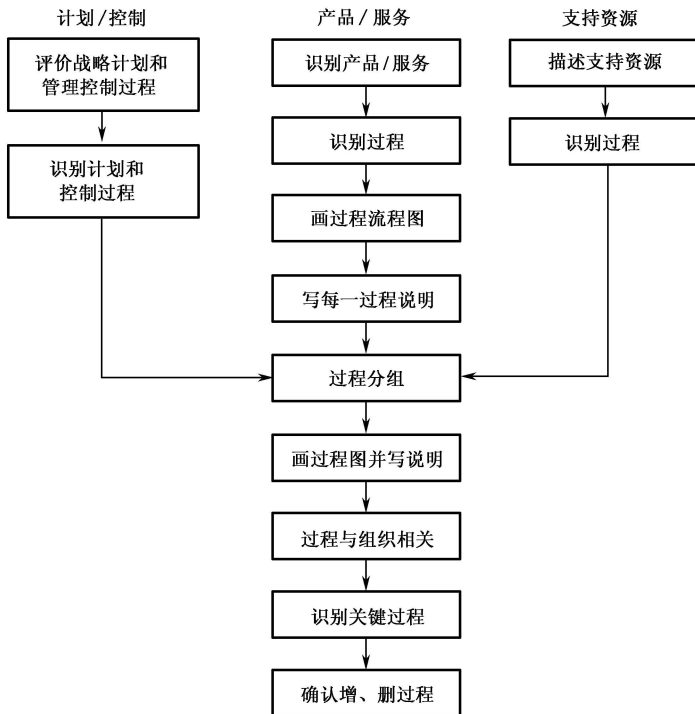 计划/控制
产品/服务
支持资源
评价战略计划和
管理控制过程
识别产品/服务
描述支持资源
识别计划和
控制过程
识别过程
识别过程
画过程流程图
写每一过程说明
过程分组
画过程图并写说明
过程与组织相关
识别关键过程
确认增、删过程